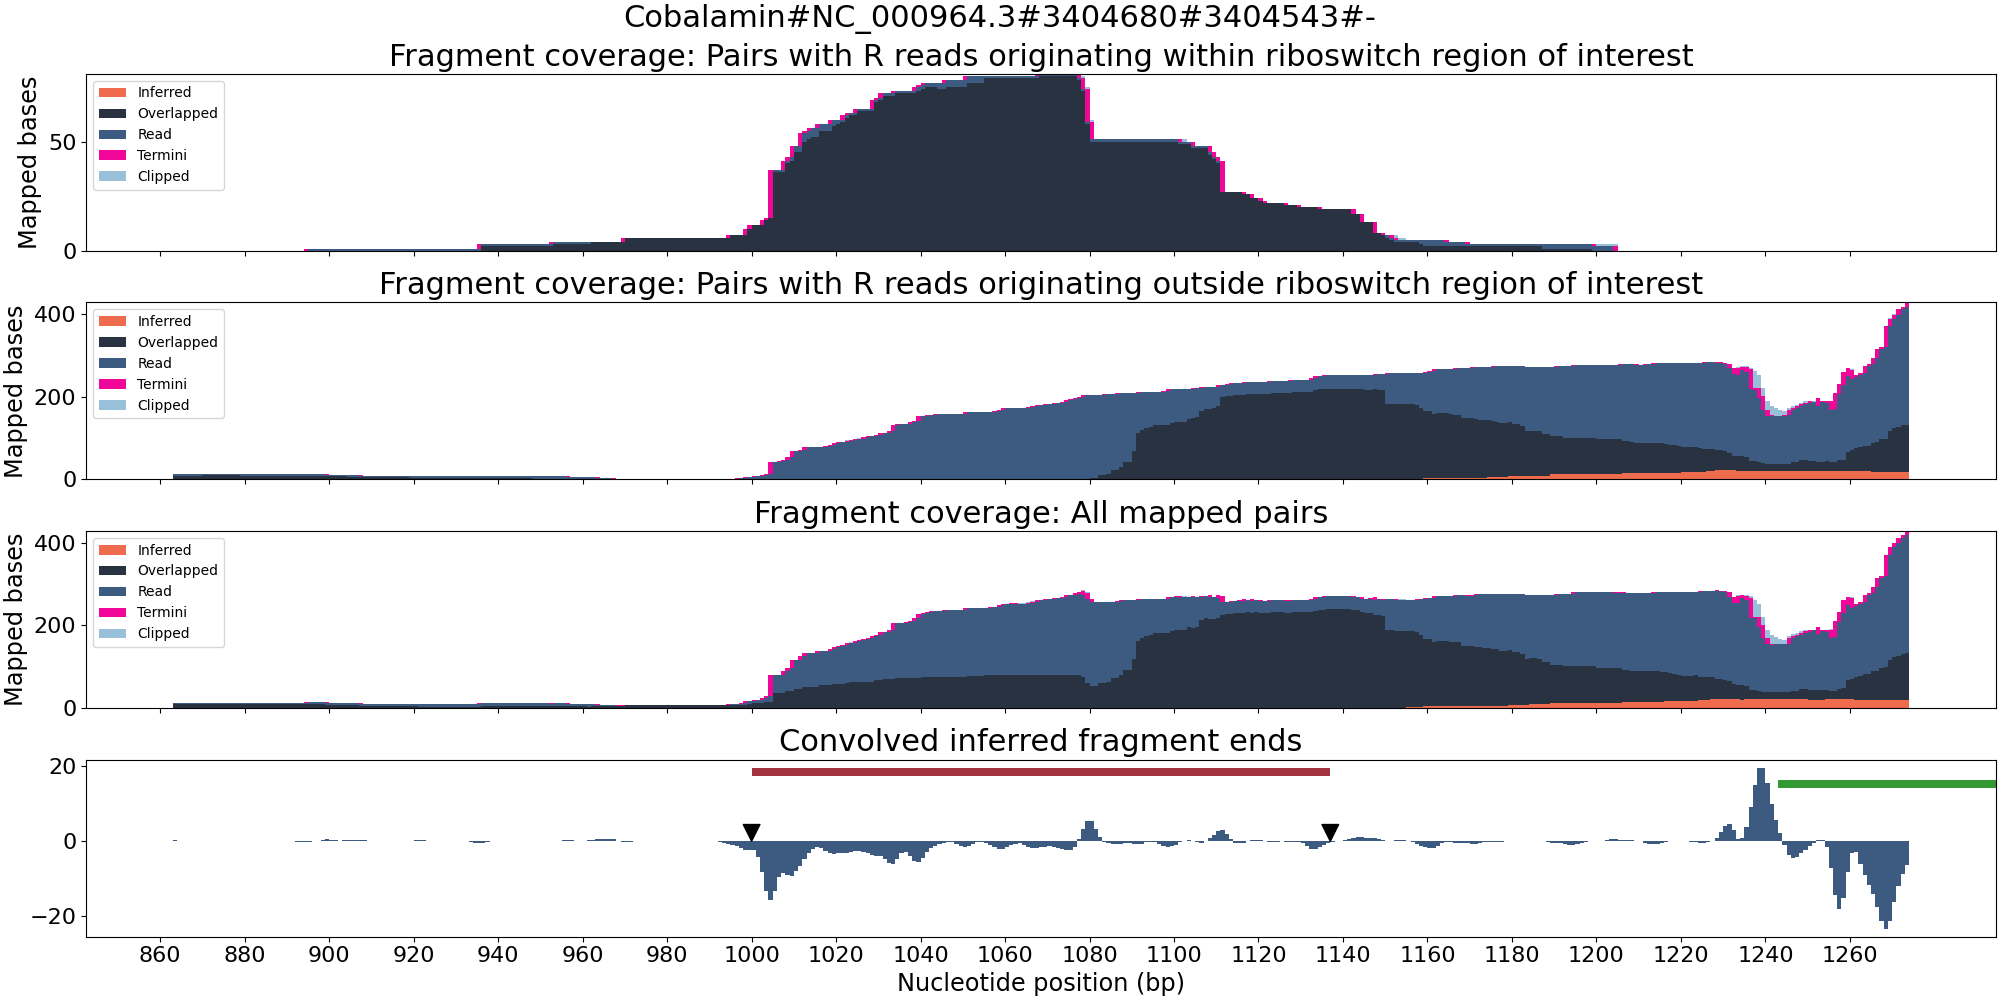 Cobalamin#NC_000964.3#3404680#3404543#-
Fragment coverage: Pairs with R reads originating within riboswitch region of interest
Mapped bases
50
0
Inferred
Overlapped
Read
Termini
Clipped
Fragment coverage: Pairs with R reads originating outside riboswitch region of interest
Mapped bases
400
200
0
Inferred
Overlapped
Read
Termini
Clipped
Fragment coverage: All mapped pairs
Mapped bases
400
200
0
Inferred
Overlapped
Read
Termini
Clipped
Convolved inferred fragment ends
20
0
−20
860 880 900 920 940 960 980 1000 1020 1040 1060 1080 1100 1120 1140 1160 1180 1200 1220 1240 1260
Nucleotide position (bp)